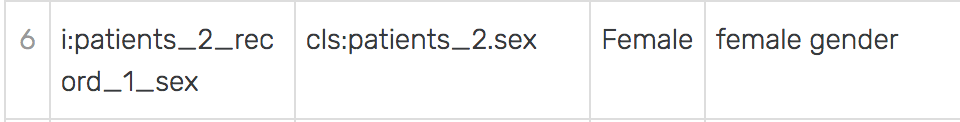 6 i:patients_2_rec cls:patients_2.sex Female female gender
ord_1_sex